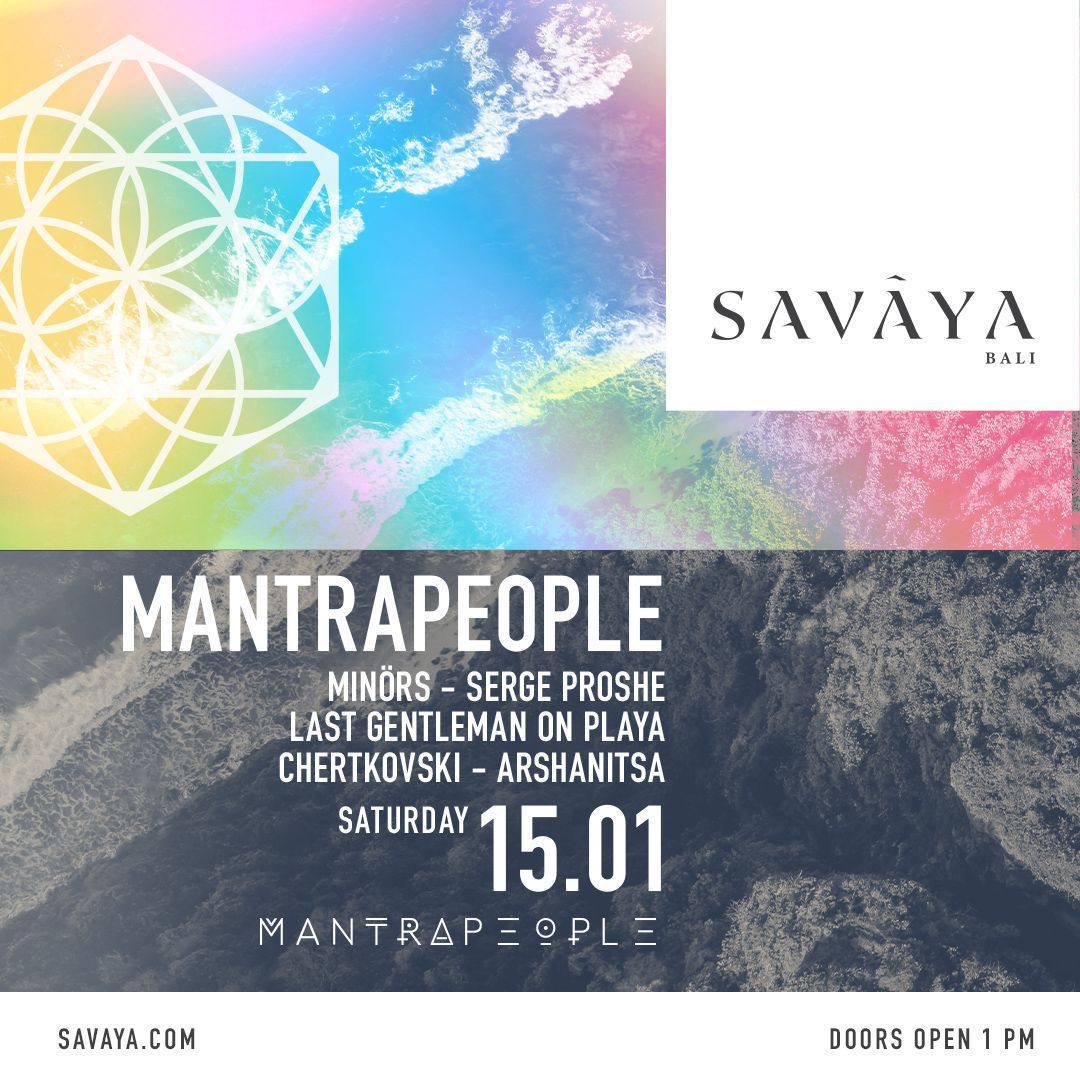 SAVÂYA
BALI
MANTRAPEOPLE
MINÖRS – SERGE PROSHE
LAST GENTLEMAN ON PLAYA
CHERTKOVSKI – ARSHANITSA
SATURDAY 15.01
MANTRAPEOPLE
SAVAYA.COM
DOORS OPEN 1 PM